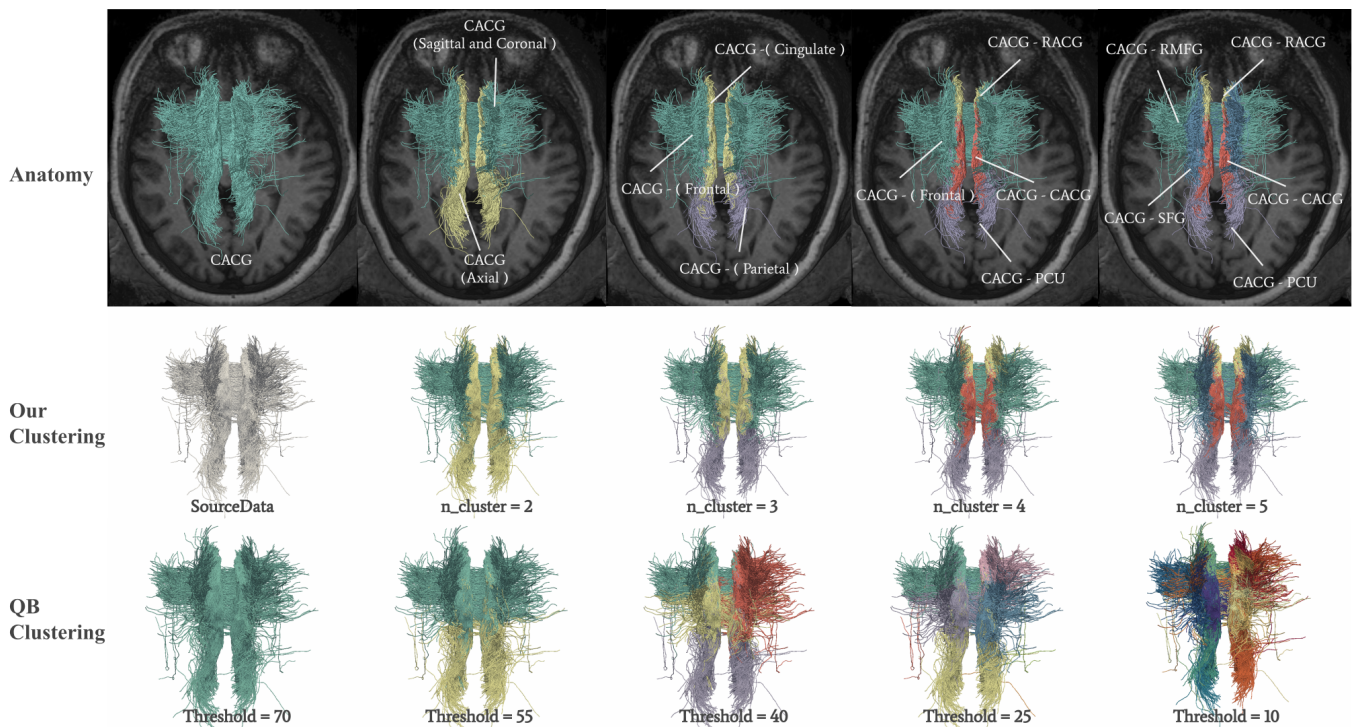 Anatomy
CACG
CACG
(Sagittal and Coronal )
CACG
(Axial )
CACG -( Cingulate )
CACG - ( Frontal )
CACG - ( Parietal )
CACG - RACG
CACG - ( Frontal )
CACG - CACG
CACG - PCU
CACG - RMFG
CACG - RACG
CACG - SFG
CACG - CACG
CACG - PCU
Our
Clustering
SourceData
n_cluster = 2
n_cluster = 3
n_cluster = 4
n_cluster = 5
QB
Clustering
Threshold = 70
Threshold = 55
Threshold = 40
Threshold = 25
Threshold = 10